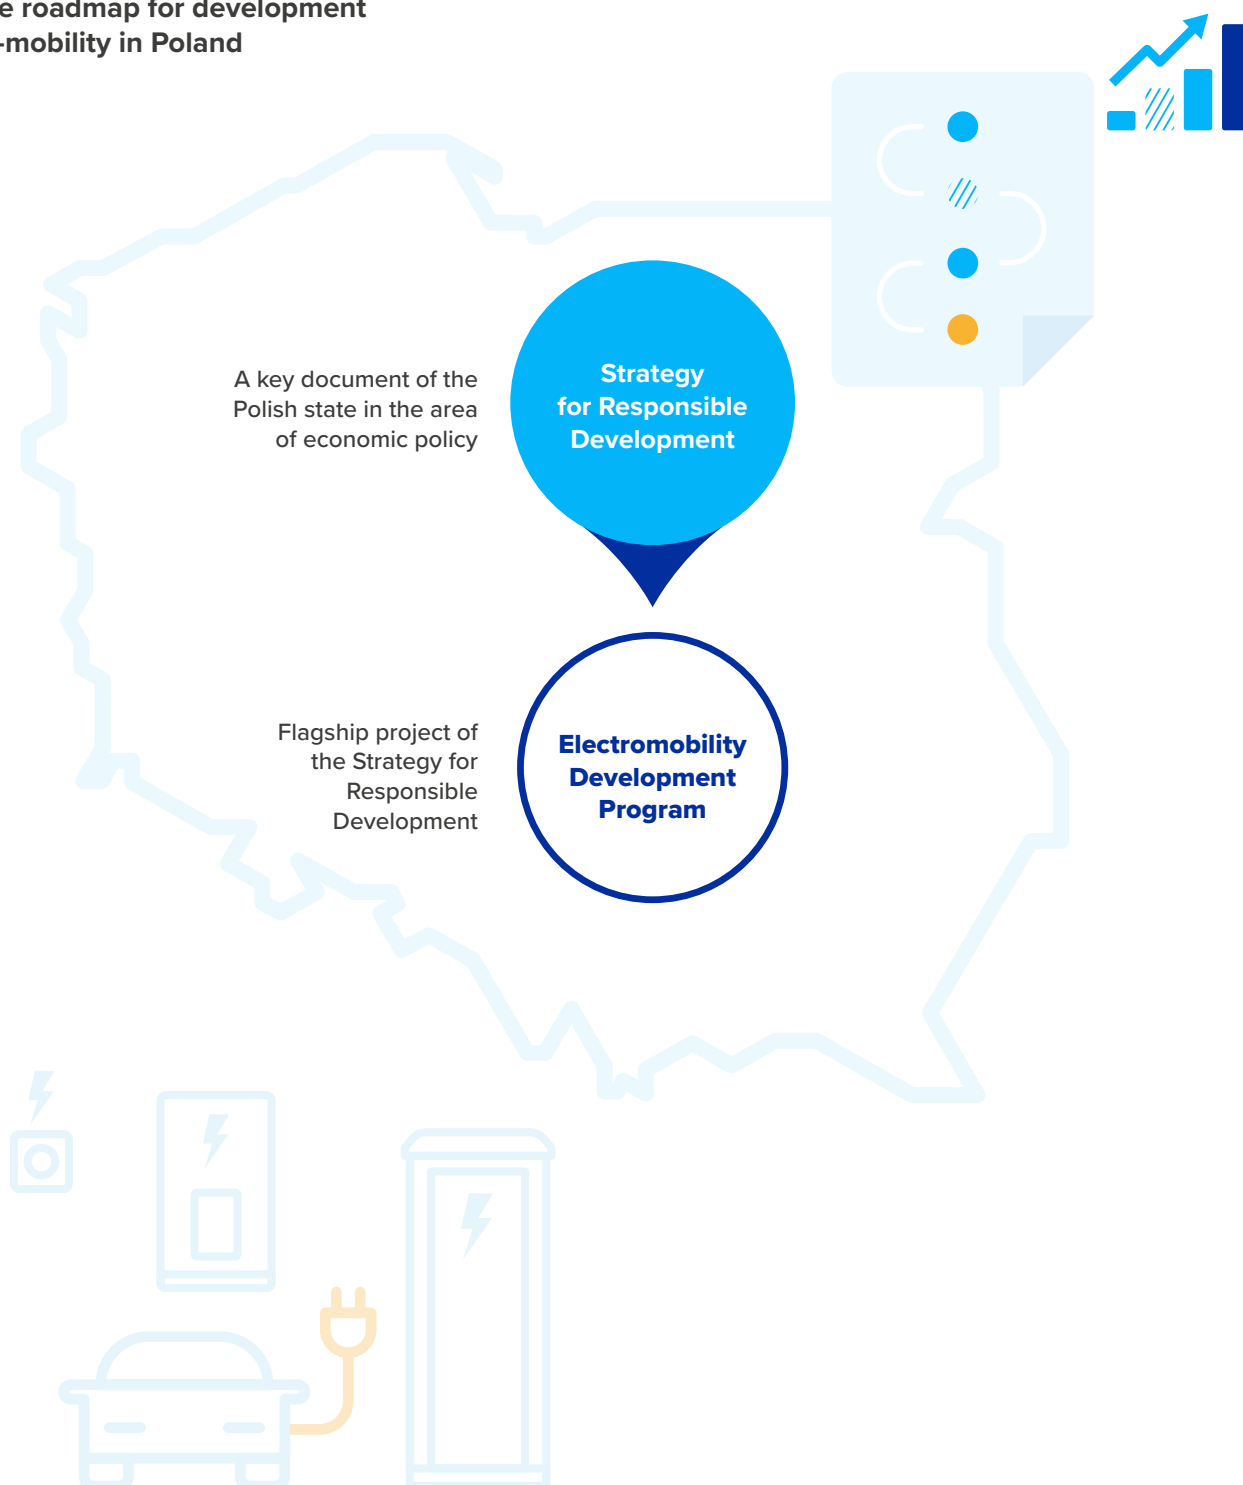 e roadmap for development
-mobility in Poland
A key document of the
Polish state in the area
of economic policy
Strategy
for Responsible
Development
Flagship project of
the Strategy for
Responsible
Development
Electromobility
Development
Program